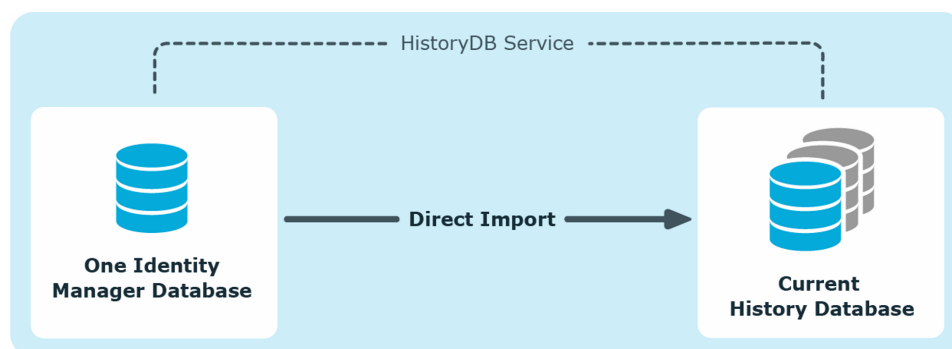 HistoryDB Service
Direct Import
One Identity
Manager Database
Current
History Database